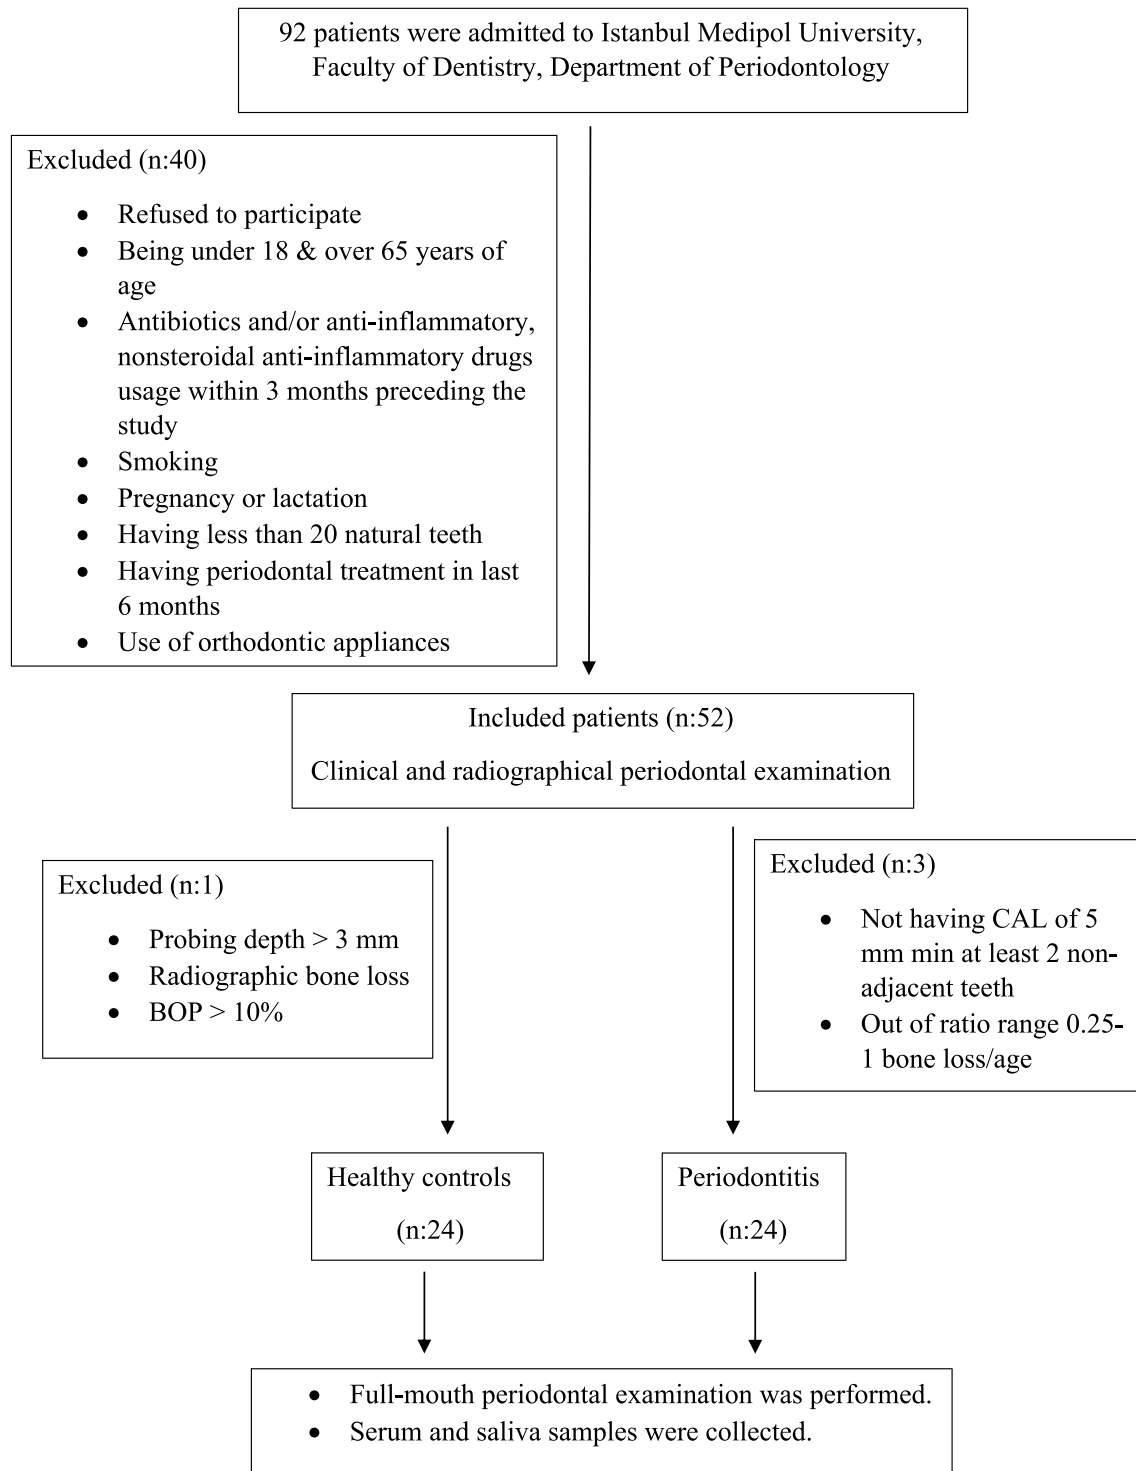 92 patients were admitted to Istanbul Medipol University,
Faculty of Dentistry, Department of Periodontology
Excluded (n:40)
• Refused to participate
• Being under 18 & over 65 years of
age
• Antibiotics and/or anti-inflammatory,
nonsteroidal anti-inflammatory drugs
usage within 3 months preceding the
study
• Smoking
• Pregnancy or lactation
• Having less than 20 natural teeth
• Having periodontal treatment in last
6 months
• Use of orthodontic appliances
Included patients (n:52)
Clinical and radiographical periodontal examination
Excluded (n:1)
• Probing depth > 3 mm
• Radiographic bone loss
• BOP > 10%
Excluded (n:3)
• Not having CAL of 5
mm min at least 2 non-
adjacent teeth
• Out of ratio range 0.25-
1 bone loss/age
Healthy controls
(n:24)
Periodontitis
(n:24)
• Full-mouth periodontal examination was performed.
• Serum and saliva samples were collected.